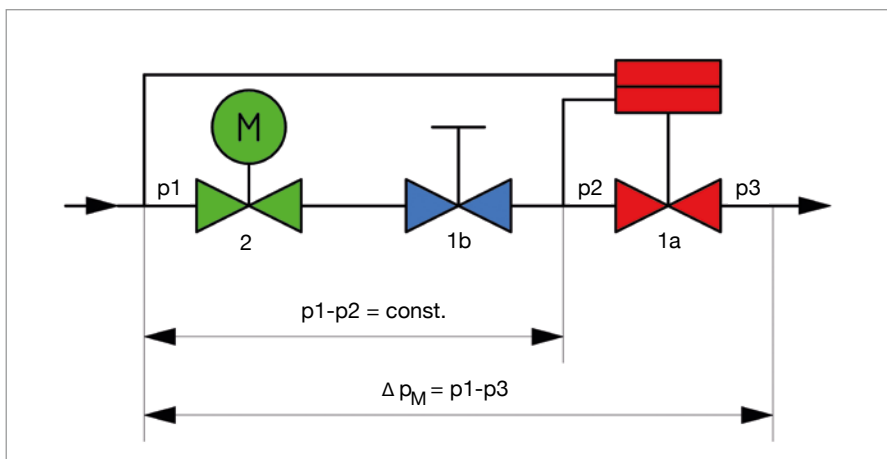 M
p1
p2
p3
2
1b
1a
p1-p2 = const.
Δ pM = p1-p3